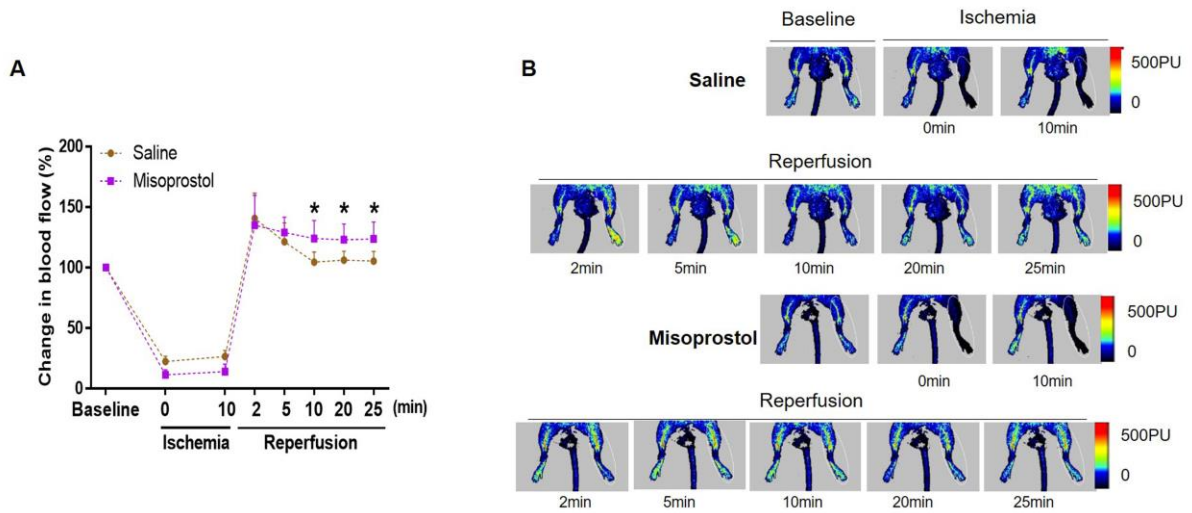 A
Change in blood flow (%)
200
150
100
50
0
Saline
Misoprostol
* * *
Baseline 0 10 2 5 10 20 25 (min)
Ischemia Reperfusion
B
Baseline Ischemia
Saline
500PU
0
0min 10min
Reperfusion
500PU
0
2min 5min 10min 20min 25min
Misoprostol
500PU
0
0min 10min
Reperfusion
500PU
0
2min 5min 10min 20min 25min